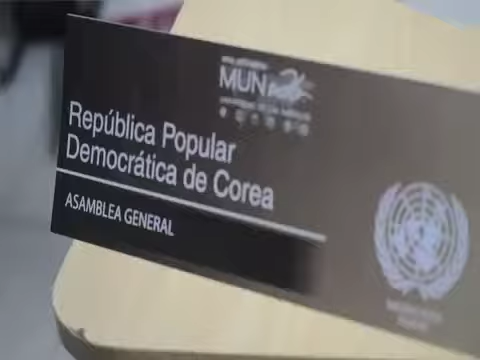 MUN
República Popular
Democrática de Corea
ASAMBLEA GENERAL